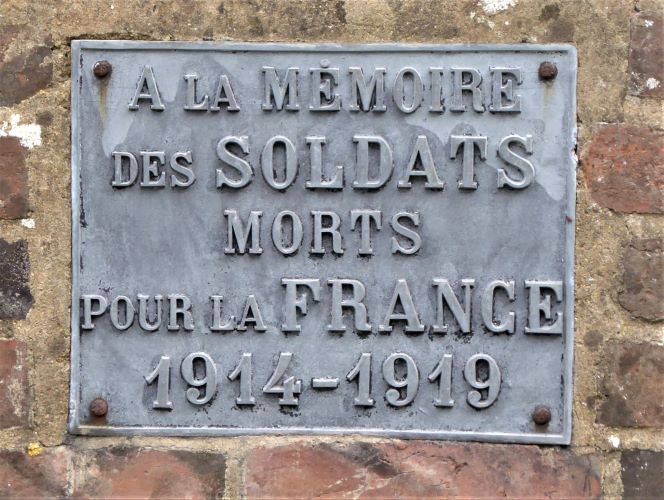 A LA MÉMOIRE
DES SOLDATS
MORTS
POUR LA FRANCE
1914-1919